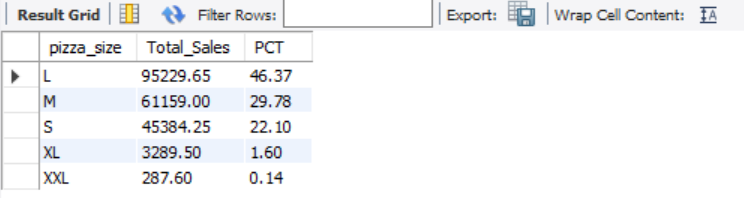 Result Grid Filter Rows: Export: Wrap Cell Content:
pizza_size Total_Sales PCT
L 95229.65 46.37
M 61159.00 29.78
S 45384.25 22.10
XL 3289.50 1.60
XXL 287.60 0.14